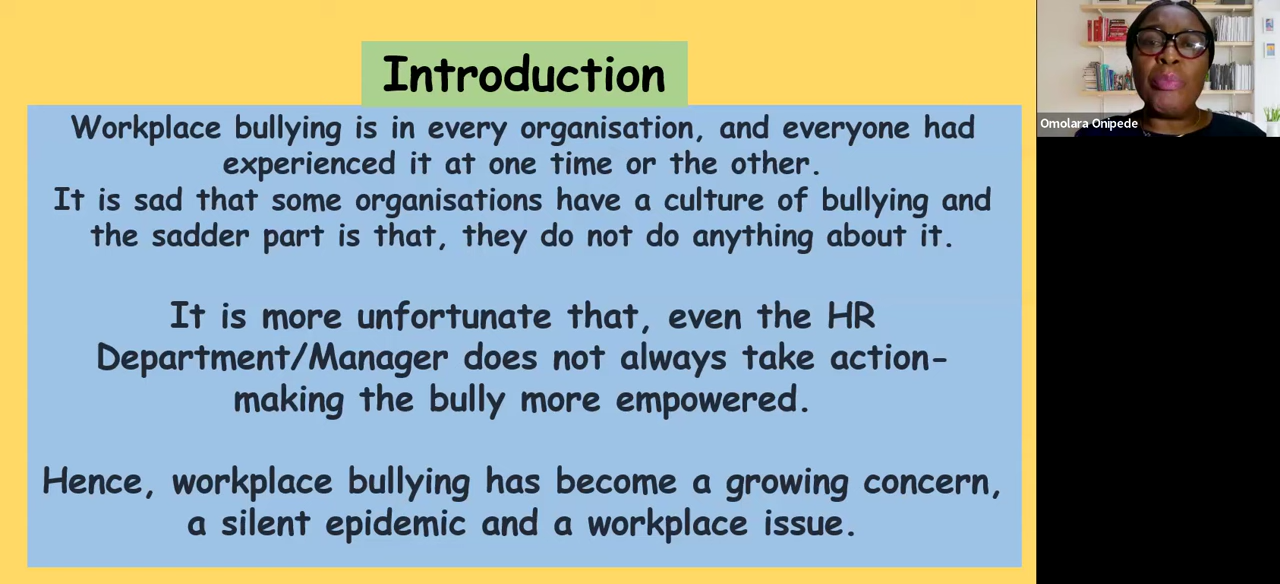 Introduction
Workplace bullying is in every organisation, and everyone had
experienced it at one time or the other.
It is sad that some organisations have a culture of bullying and
the sadder part is that, they do not do anything about it.
It is more unfortunate that, even the HR
Department/Manager does not always take action-
making the bully more empowered.
Hence, workplace bullying has become a growing concern,
a silent epidemic and a workplace issue.
Omolara Onipede